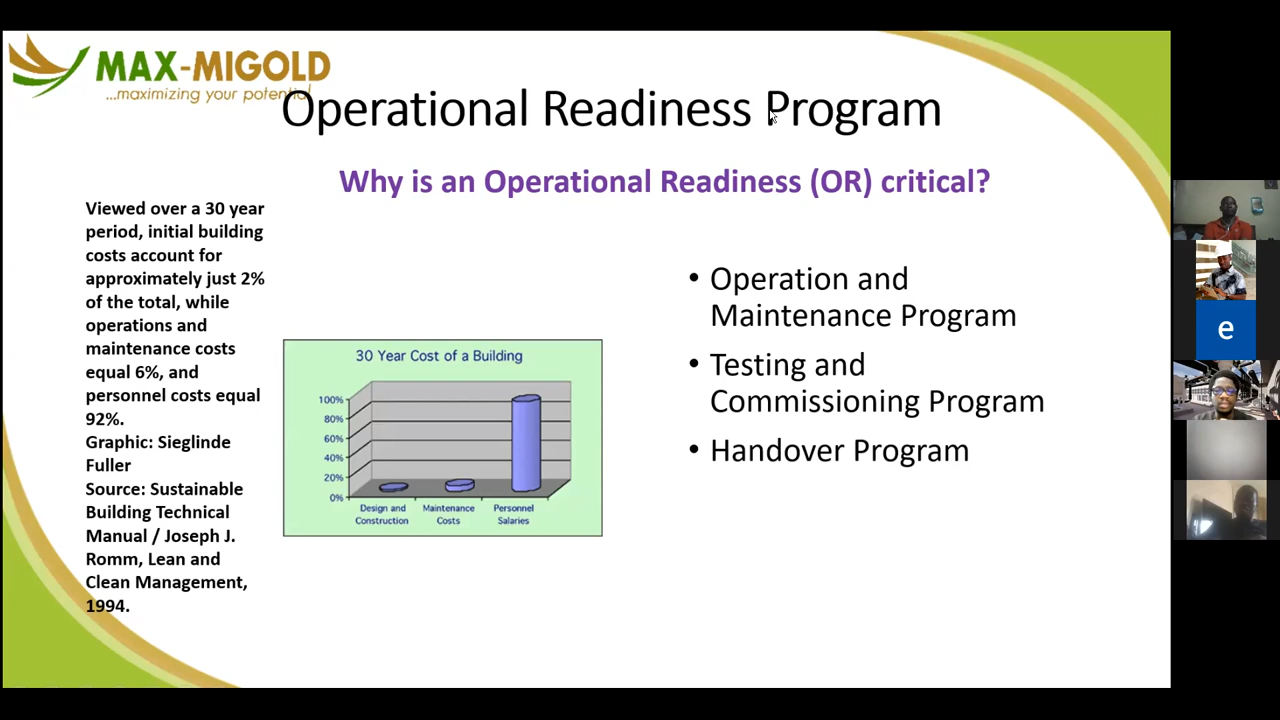 MAX-MIGOLD
...maximizing your potential
Operational Readiness Program
Why is an Operational Readiness (OR) critical?
Viewed over a 30 year
period, initial building
costs account for
approximately just 2%
of the total, while
operations and
maintenance costs
equal 6%, and
personnel costs equal
92%.
Graphic: Sieglinde
Fuller
Source: Sustainable
Building Technical
Manual / Joseph J.
Romm, Lean and
Clean Management,
1994.
30 Year Cost of a Building
100%
80%
60%
40%
20%
0%
Design and
Construction
Maintenance
Costs
Personnel
Salaries
• Operation and
Maintenance Program
• Testing and
Commissioning Program
• Handover Program
e